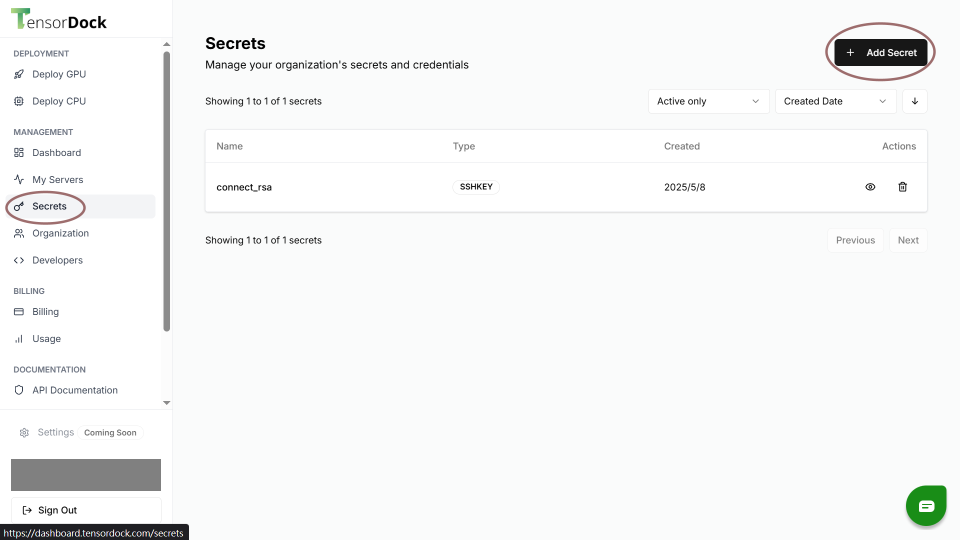 TensorDock
DEPLOYMENT
Deploy GPU
Deploy CPU
MANAGEMENT
Dashboard
My Servers
Secrets
Organization
Developers
BILLING
Billing
Usage
DOCUMENTATION
API Documentation
Settings Coming Soon
Sign Out
https://dashboard.tensordock.com/secrets
Secrets
Manage your organization's secrets and credentials
+ Add Secret
Showing 1 to 1 of 1 secrets
Active only
Created Date
Name Type Created Actions
connect_rsa SSHKEY 2025/5/8
Showing 1 to 1 of 1 secrets
Previous Next